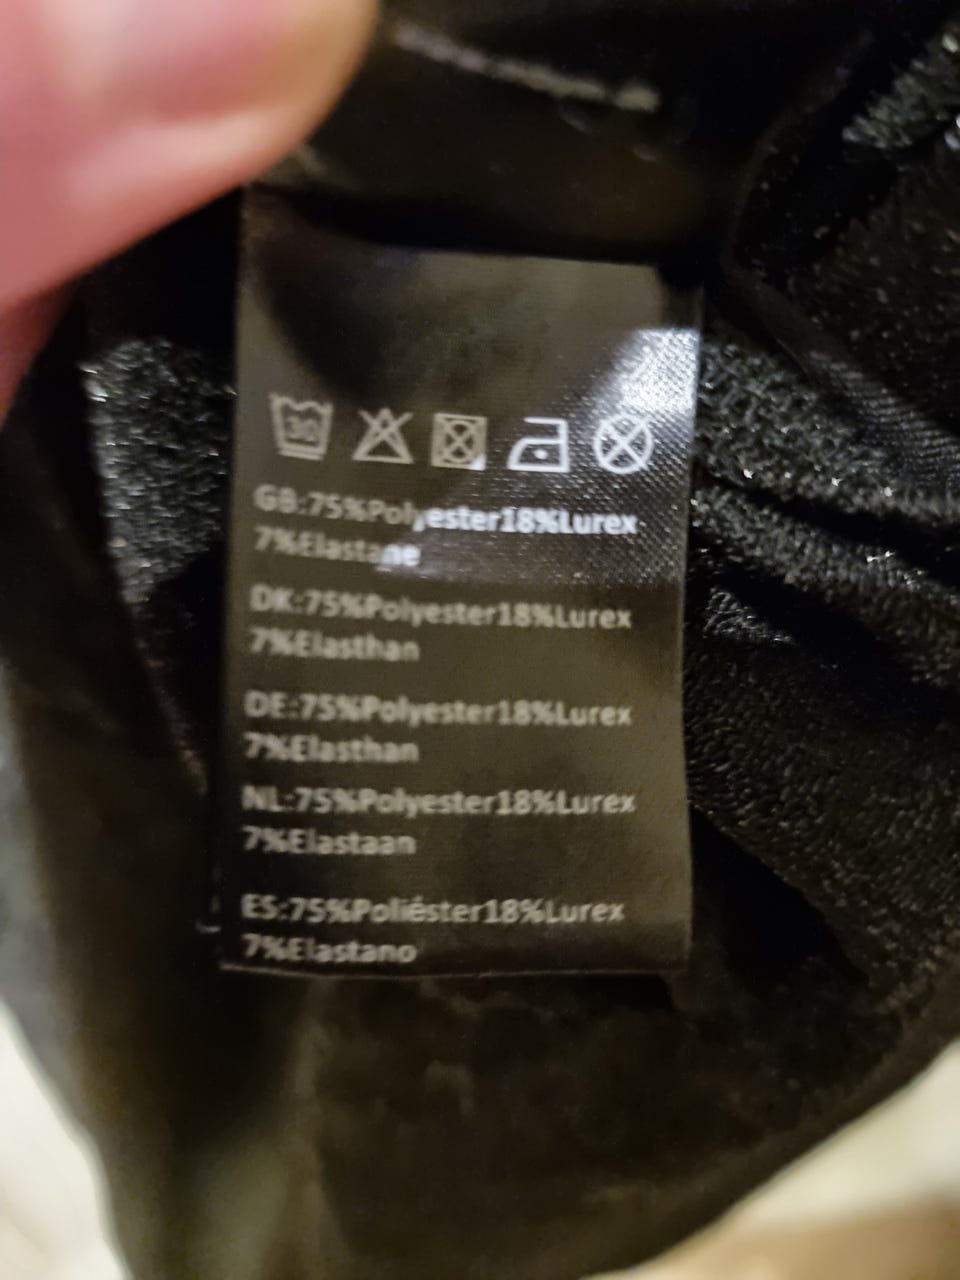 30
GB:75%Polyester18%Lurex
7%Elastane
DK:75%Polyester18%Lurex
7%Elasthan
DE:75%Polyester18%Lurex
7%Elasthan
NL:75%Polyester18%Lurex
7%Elastaan
ES:75%Poliéster18%Lurex
7%Elastano